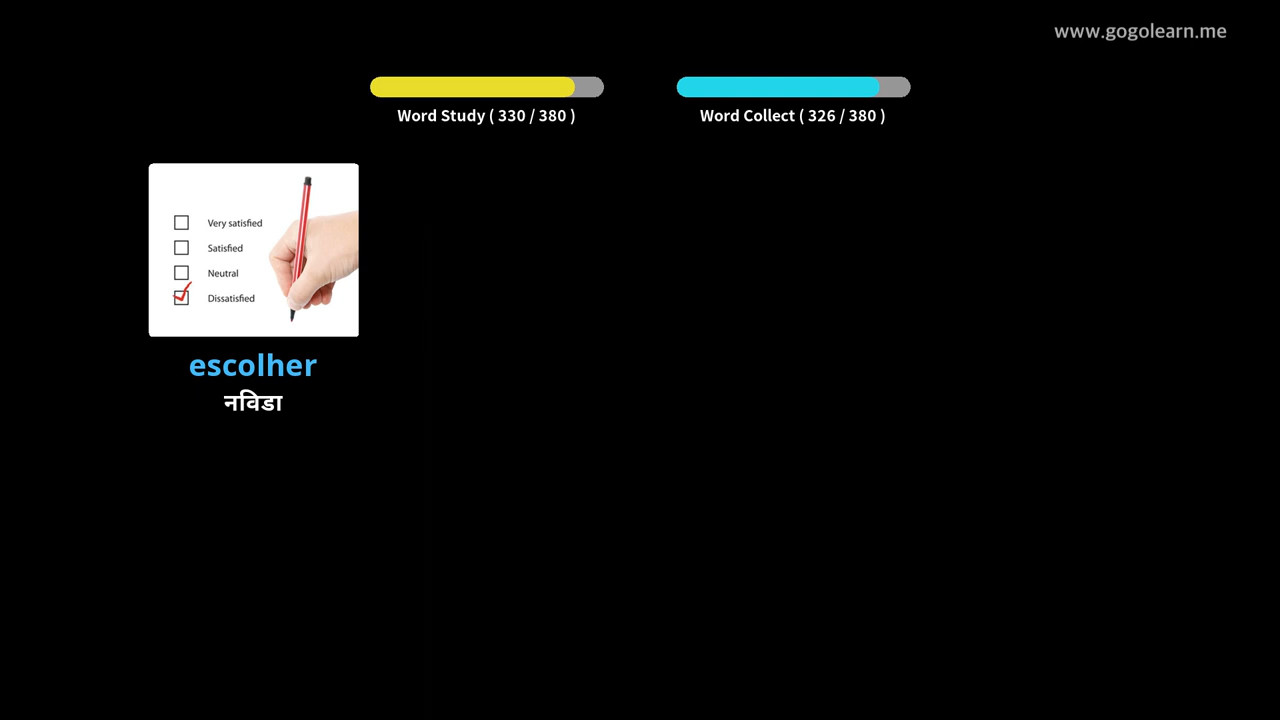 www.gogolearn.me
Word Study ( 330 / 380 )
Word Collect ( 326 / 380 )
Very satisfied
Satisfied
Neutral
Dissatisfied
escolher
नविडा